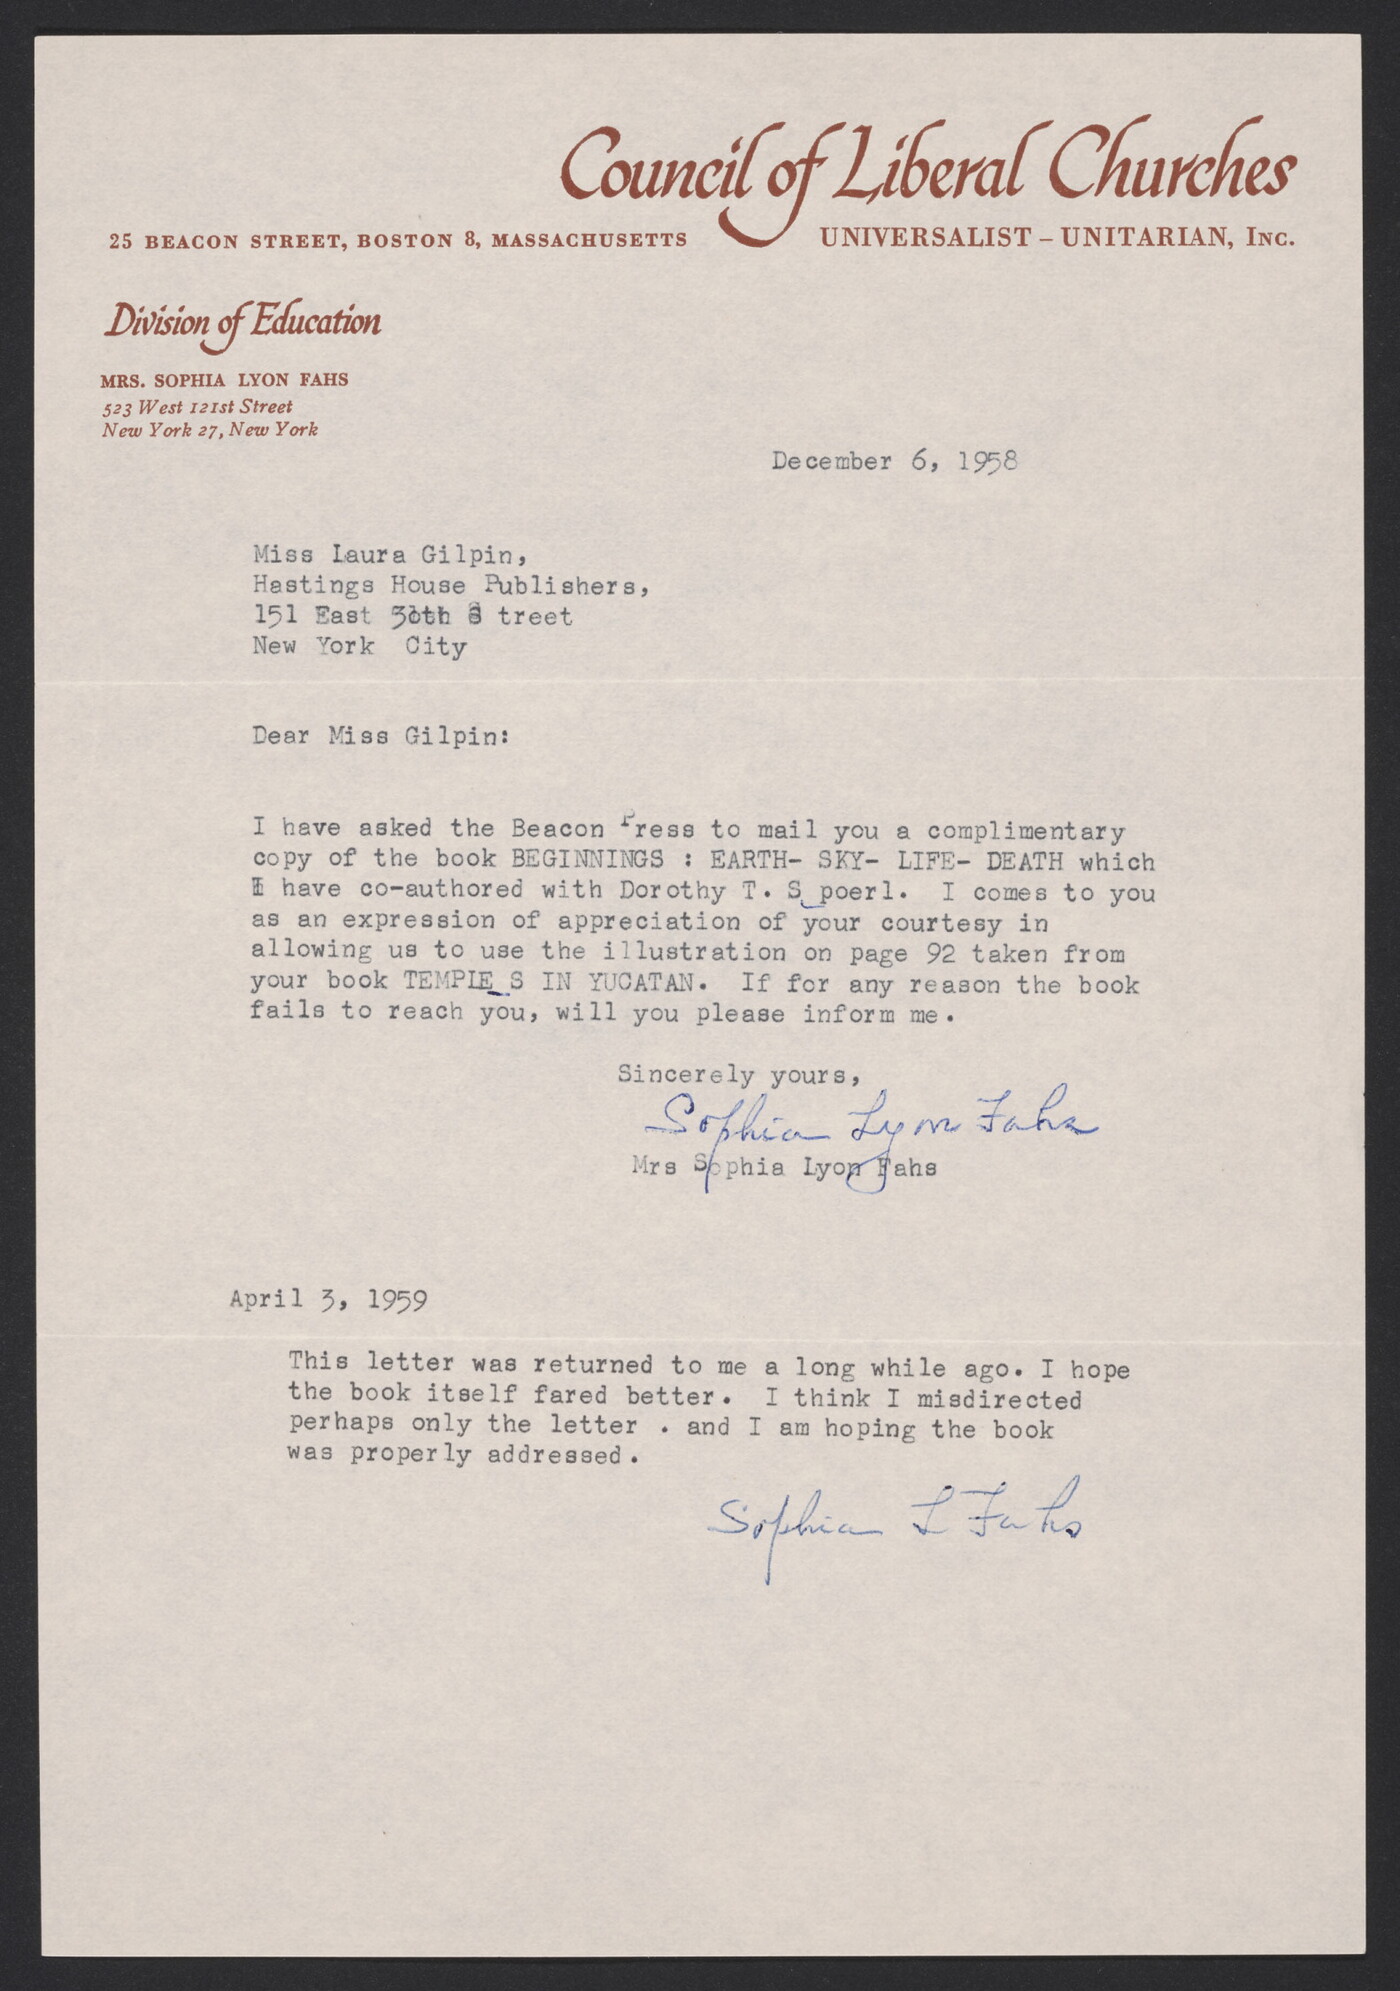 Council of Liberal Churches
25 BEACON STREET, BOSTON 8, MASSACHUSETTS
UNIVERSALIST – UNITARIAN, INC.
Division of Education
MRS. SOPHIA LYON FAHS
523 West 121st Street
New York 27, New York
December 6, 1958
Miss Laura Gilpin,
Hastings House Publishers,
151 East 38th S treet
New York City
Dear Miss Gilpin:
I have asked the Beacon Press to mail you a complimentary
copy of the book BEGINNINGS : EARTH- SKY- LIFE- DEATH which
I have co-authored with Dorothy T. S poerl. I comes to you
as an expression of appreciation of your courtesy in
allowing us to use the illustration on page 92 taken from
your book TEMPLE S IN YUCATAN. If for any reason the book
fails to reach you, will you please inform me.
Sincerely yours,
Sophia Lyon Fahs
Mrs Sophia Lyon Fahs
April 3, 1959
This letter was returned to me a long while ago. I hope
the book itself fared better. I think I misdirected
perhaps only the letter . and I am hoping the book
was properly addressed.
Sophia L Fahs